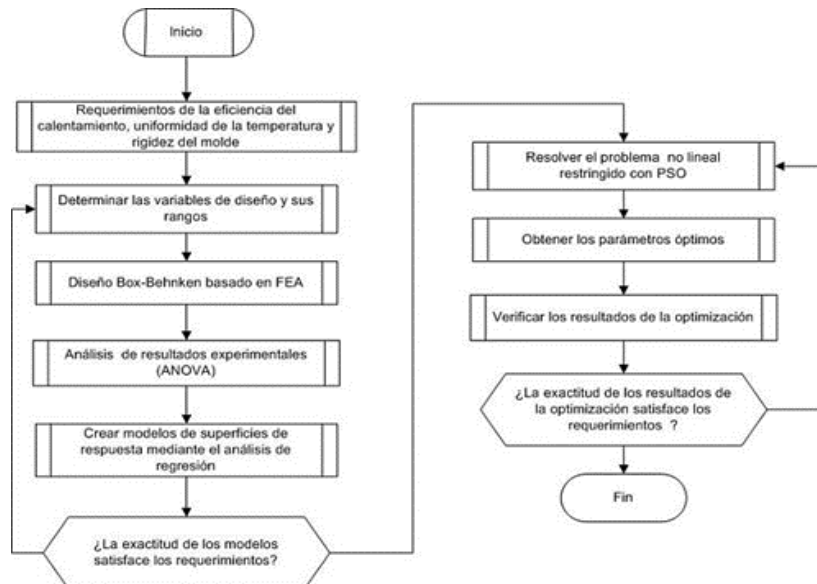 Inicio
Requerimientos de la eficiencia del
calentamiento, uniformidad de la temperatura y
rigidez del molde
Determinar las variables de diseño y sus
rangos
Diseño Box-Behnken basado en FEA
Análisis de resultados experimentales
(ANOVA)
Crear modelos de superficies de
respuesta mediante el análisis de
regresión
¿La exactitud de los modelos
satisface los requerimientos?
Resolver el problema no lineal
restringido con PSO
Obtener los parámetros óptimos
Verificar los resultados de la optimización
¿La exactitud de los resultados de
la optimización satisface los
requerimientos ?
Fin